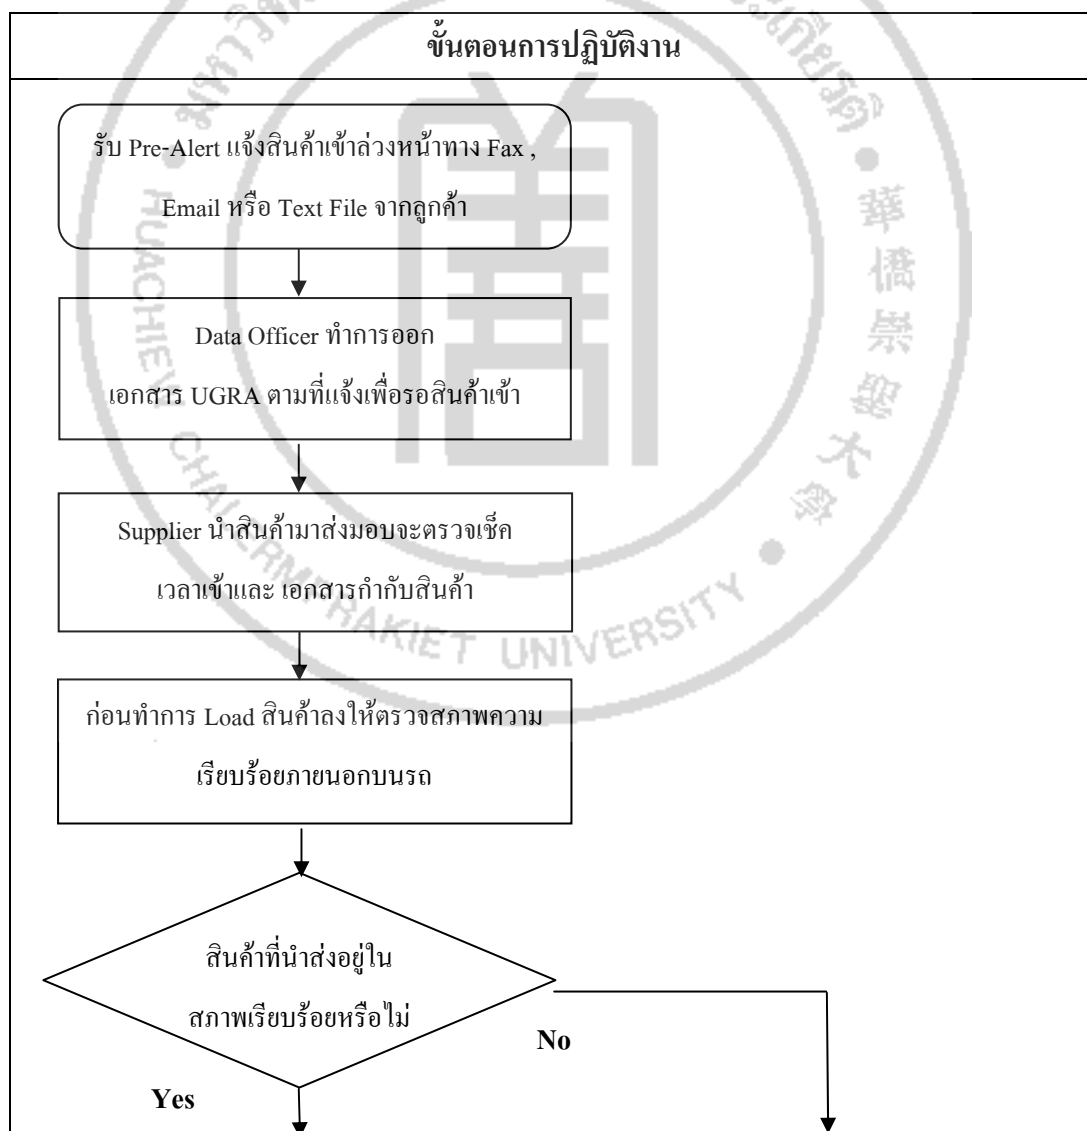 ขั้นตอนการปฏิบัติงาน
รับ Pre-Alert แจ้งสินค้าเข้าล่วงหน้าทาง Fax ,
Email หรือ Text File จากลูกค้า
Data Officer ทำการออก
เอกสาร UGRA ตามที่แจ้งเพื่อรอสินค้าเข้า
Supplier นำสินค้ามาส่งมอบจะตรวจเช็ค
เวลาเข้าและ เอกสารกำกับสินค้า
ก่อนทำการ Load สินค้าลงให้ตรวจสภาพความ
เรียบร้อยภายนอกบนรถ
สินค้าที่นำส่งอยู่ใน
สภาพเรียบร้อยหรือไม่
No
Yes
HUACHIEW CHALERMPRAKIET UNIVERSITY
華僑崇聖大學